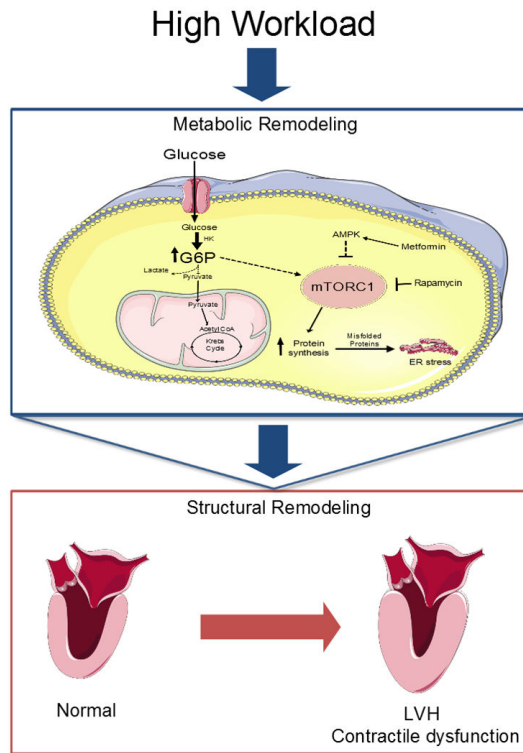 High Workload
Metabolic Remodeling
Glucose
Glucose
HK
G6P
Lactate
Pyruvate
Pyruvate
Acetyl CoA
Krebs
Cycle
AMPK
Metformin
mTORC1
Rapamycin
Protein
synthesis
Misfolded
Proteins
ER stress
Structural Remodeling
Normal
LVH
Contractile dysfunction